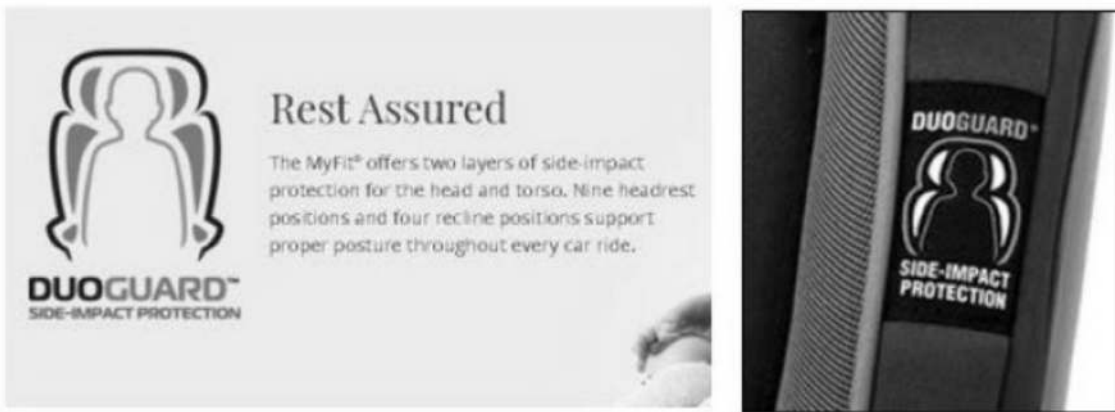 Rest Assured
The MyFit® offers two layers of side-impact
protection for the head and torso. Nine headrest
positions and four recline positions support
proper posture throughout every car ride.
DUOGUARD™
SIDE-IMPACT PROTECTION
DUOGUARD™
SIDE-IMPACT
PROTECTION